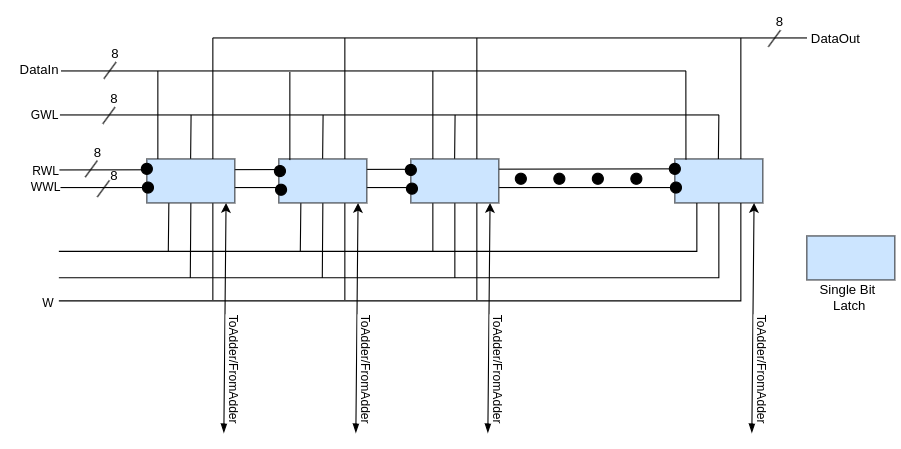 8
DataOut
8
DataIn
8
GWL
8
RWL
8
WWL
W
Single Bit
Latch
ToAdder/FromAdder
ToAdder/FromAdder
ToAdder/FromAdder
ToAdder/FromAdder